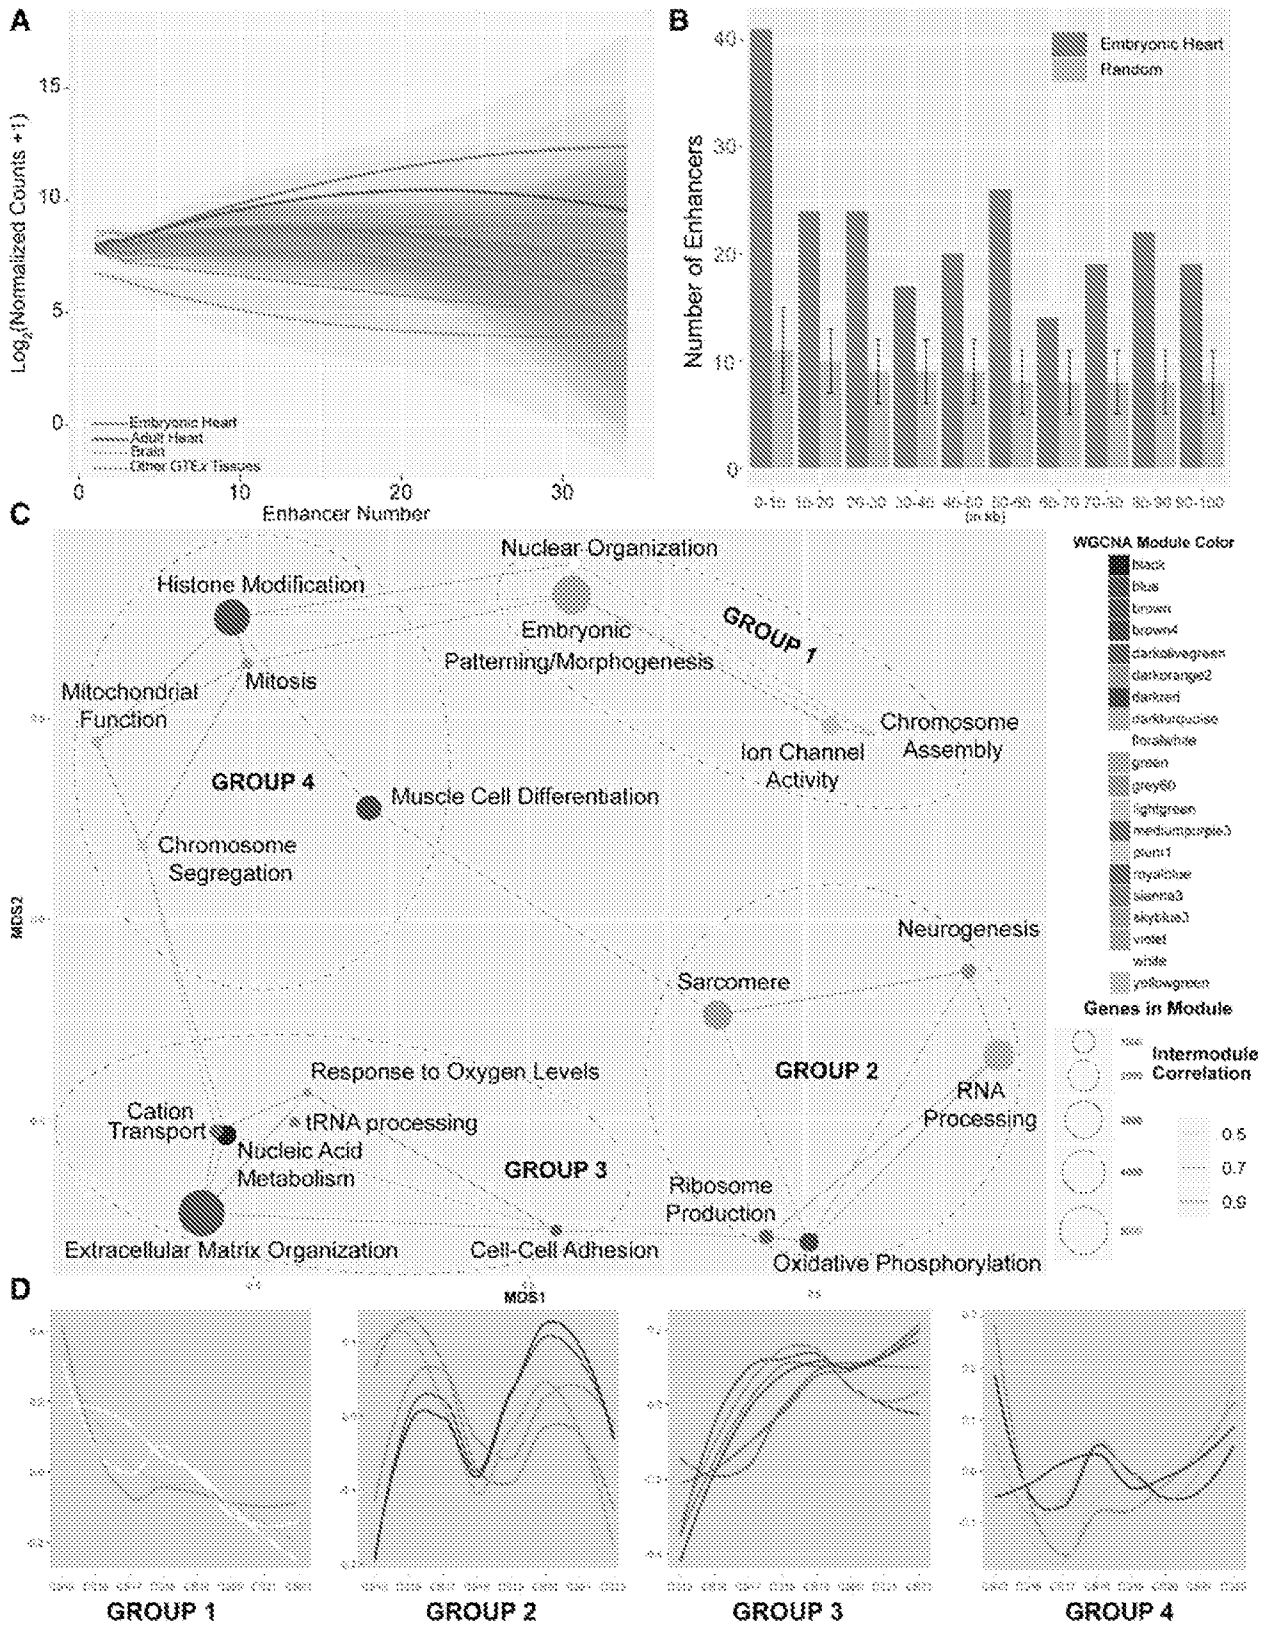 A
Log2(Normalized Counts +1)
15
10
5
0
Embryonic Heart
Adult Heart
Brain
Other GTEx Tissues
0 10 20 30
Enhancer Number
B
Number of Enhancers
40
30
20
10
0
Embryonic Heart
Random
0-10 10-20 20-30 30-40 40-50 50-60 60-70 70-80 80-90 90-100
(in kb)
C
MDS2
Histone Modification
Nuclear Organization
Embryonic
Patterning/Morphogenesis
GROUP 1
Mitosis
Mitochondrial
Function
Chromosome
Assembly
Ion Channel
Activity
GROUP 4
Muscle Cell Differentiation
Chromosome
Segregation
Neurogenesis
Sarcomere
GROUP 2
RNA
Processing
Response to Oxygen Levels
Cation
Transport
tRNA processing
Nucleic Acid
Metabolism
GROUP 3
Ribosome
Production
Extracellular Matrix Organization
Cell-Cell Adhesion
Oxidative Phosphorylation
MDS1
WGCNA Module Color
black
blue
brown
brown4
darkolivegreen
darkorange2
darkred
darkturquoise
floralwhite
green
grey60
lightgreen
mediumpurple3
plum1
royalblue
sienna3
skyblue3
violet
white
yellowgreen
Genes in Module
Intermodule
Correlation
0.5
0.7
0.9
D
GROUP 1
GROUP 2
GROUP 3
GROUP 4